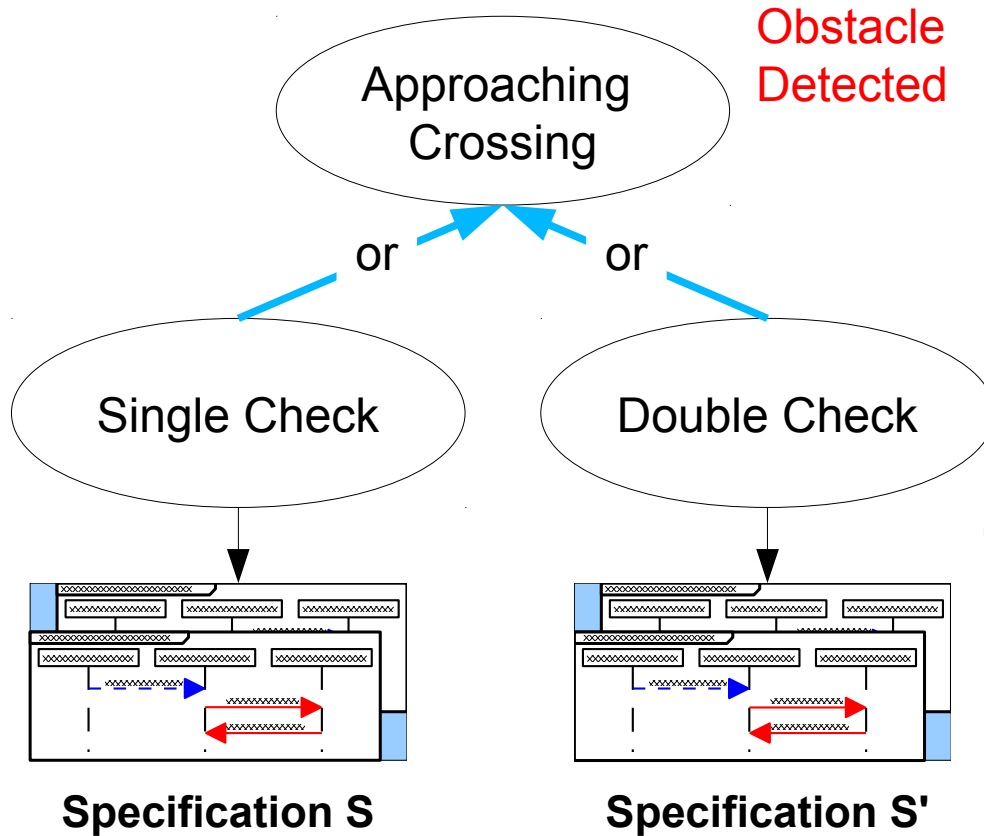 Obstacle
Detected
Approaching
Crossing
or
or
Single Check
Double Check
Specification S
Specification S'